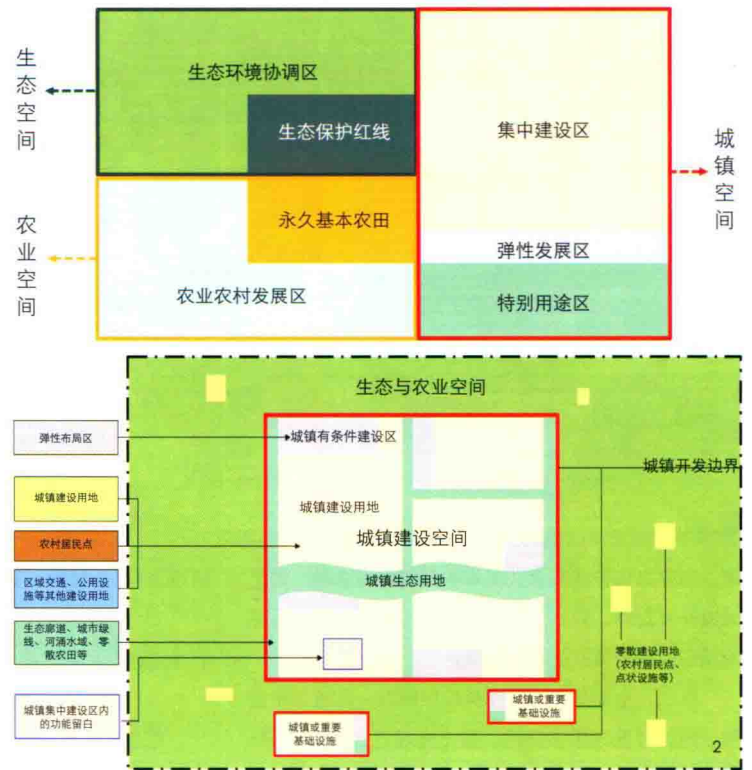 生态空间
生态环境协调区
生态保护红线
永久基本农田
农业农村发展区
农业空间
集中建设区
弹性发展区
特别用途区
城镇空间
生态与农业空间
弹性布局区
城镇建设用地
农村居民点
区域交通、公用设
施等其他建设用地
生态廊道、城市绿
线、河涌水域、零
散农田等
城镇集中建设区内
的功能留白
城镇有条件建设区
城镇建设用地
城镇建设空间
城镇生态用地
城镇开发边界
零散建设用地
(农村居民点、
点状设施等)
城镇或重要
基础设施
城镇或重要
基础设施
2